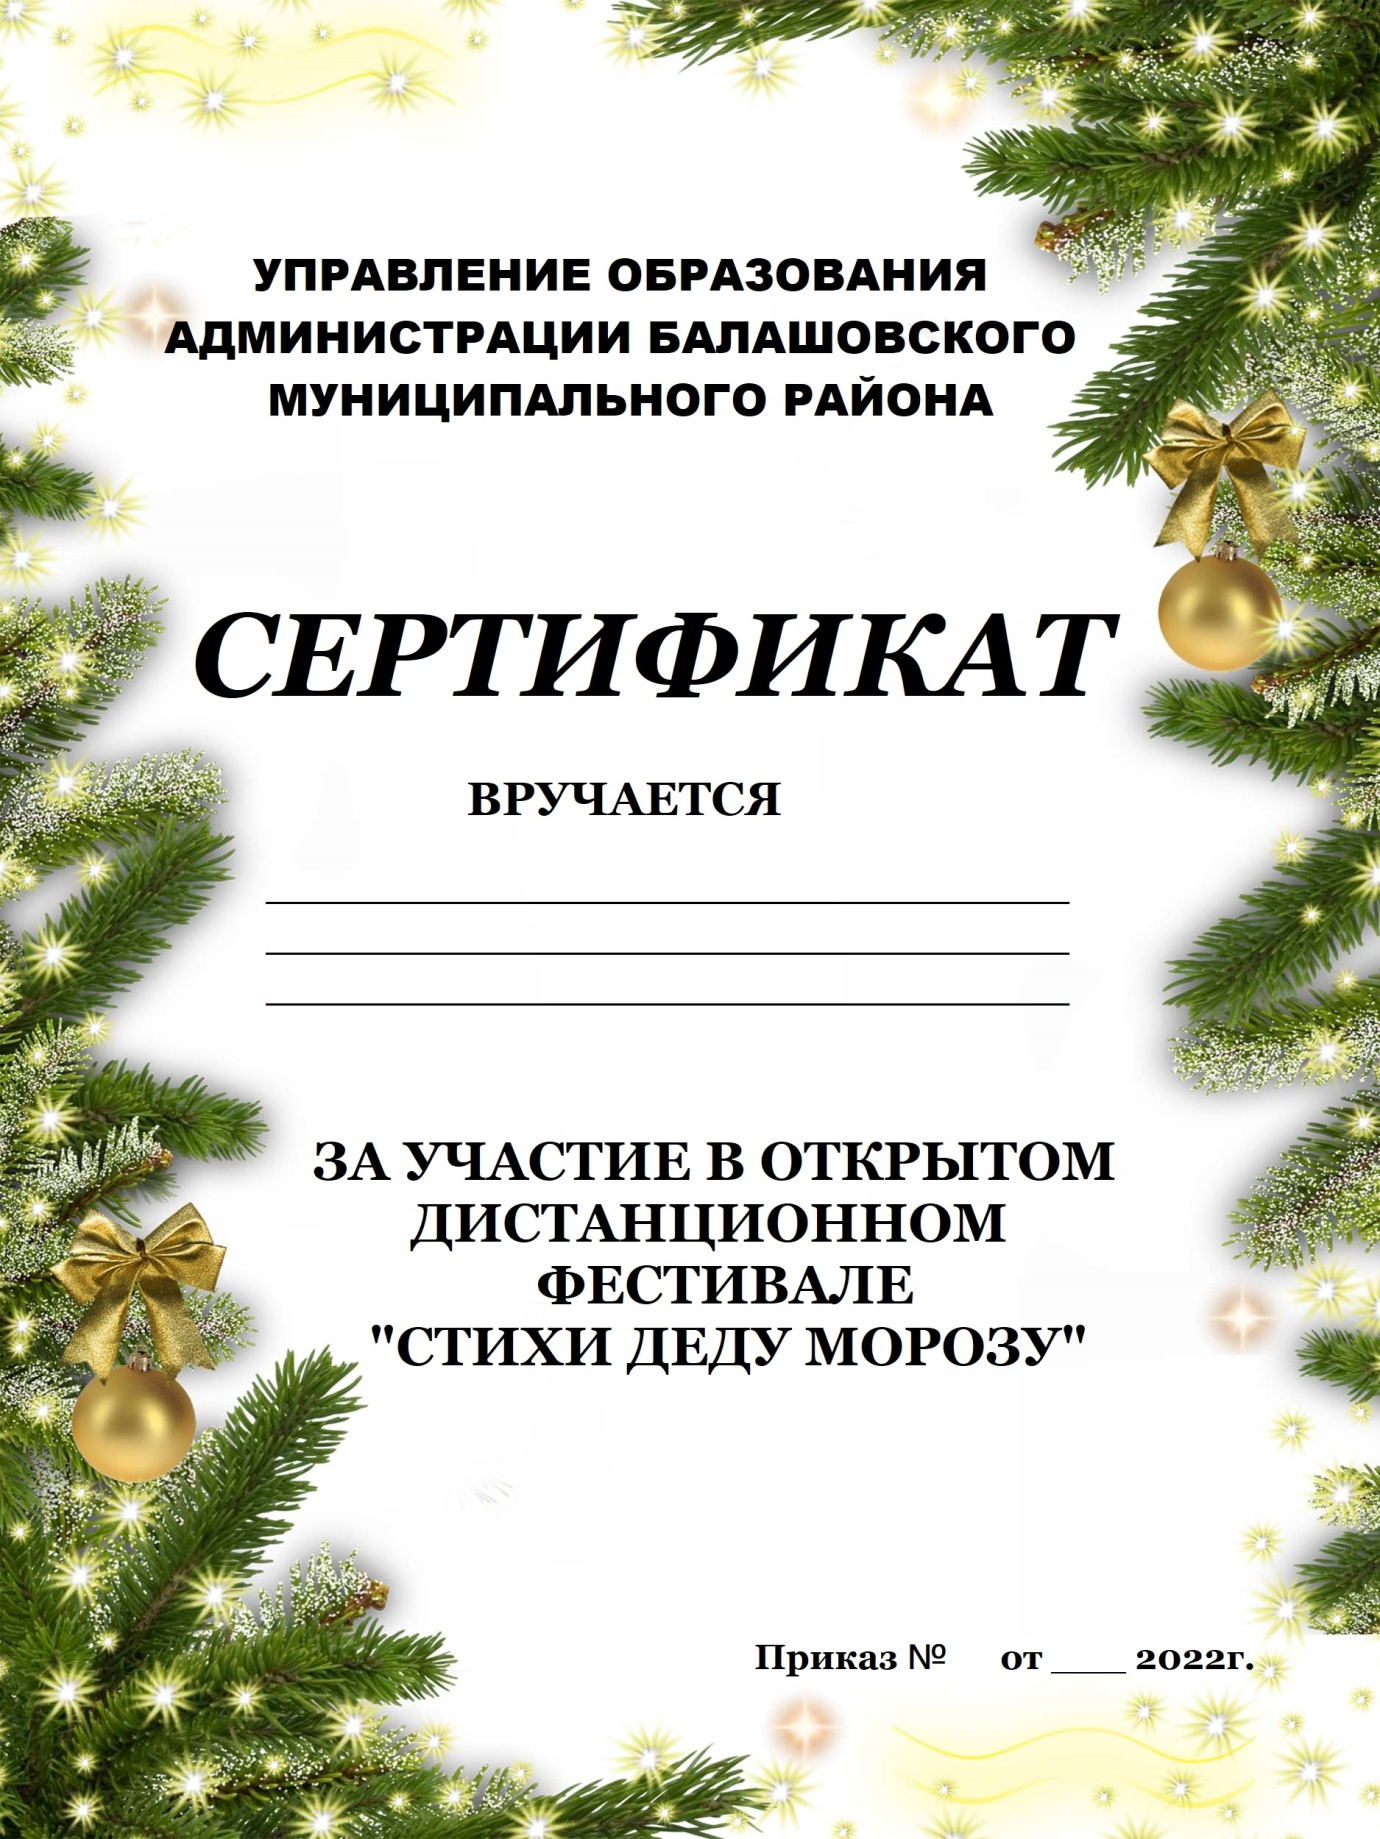 УПРАВЛЕНИЕ ОБРАЗОВАНИЯ
АДМИНИСТРАЦИИ БАЛАШОВСКОГО
МУНИЦИПАЛЬНОГО РАЙОНА
СЕРТИФИКАТ
ВРУЧАЕТСЯ
ЗА УЧАСТИЕ В ОТКРЫТОМ
ДИСТАНЦИОННОМ
ФЕСТИВАЛЕ
"СТИХИ ДЕДУ МОРОЗУ"
Приказ № от ____ 2022г.